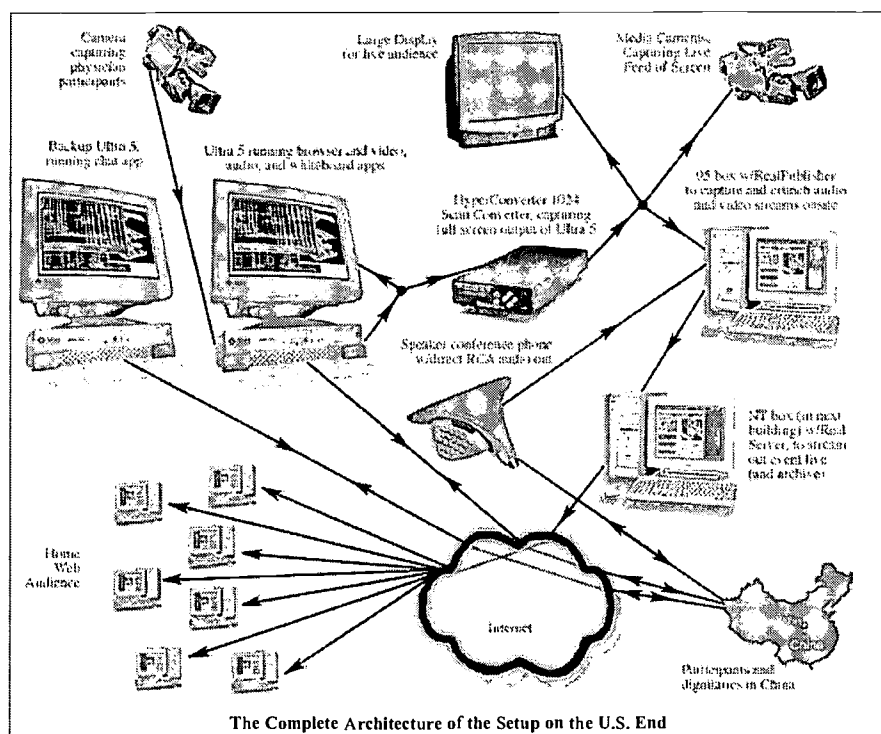 Camera
capturing
physician
participants
Large Display
for live audience
Media Cameras,
Capturing Live
Feed of Screen
Backup Ultra 5,
running chat app
Ultra 5 running browser and video,
audio, and whiteboard apps
HyperConverter 1024
Scan Converter, capturing
full screen output of Ultra 5
95 box w/RealPublisher
to capture and crunch audio
and video streams onsite
Speaker conference phone
w/direct RCA audio out
NT box (in next
building) w/Real
Server, to stream
out event live
(and archive)
Home
Web
Audience
Internet
China
Participants and
dignitaries in China
The Complete Architecture of the Setup on the U.S. End